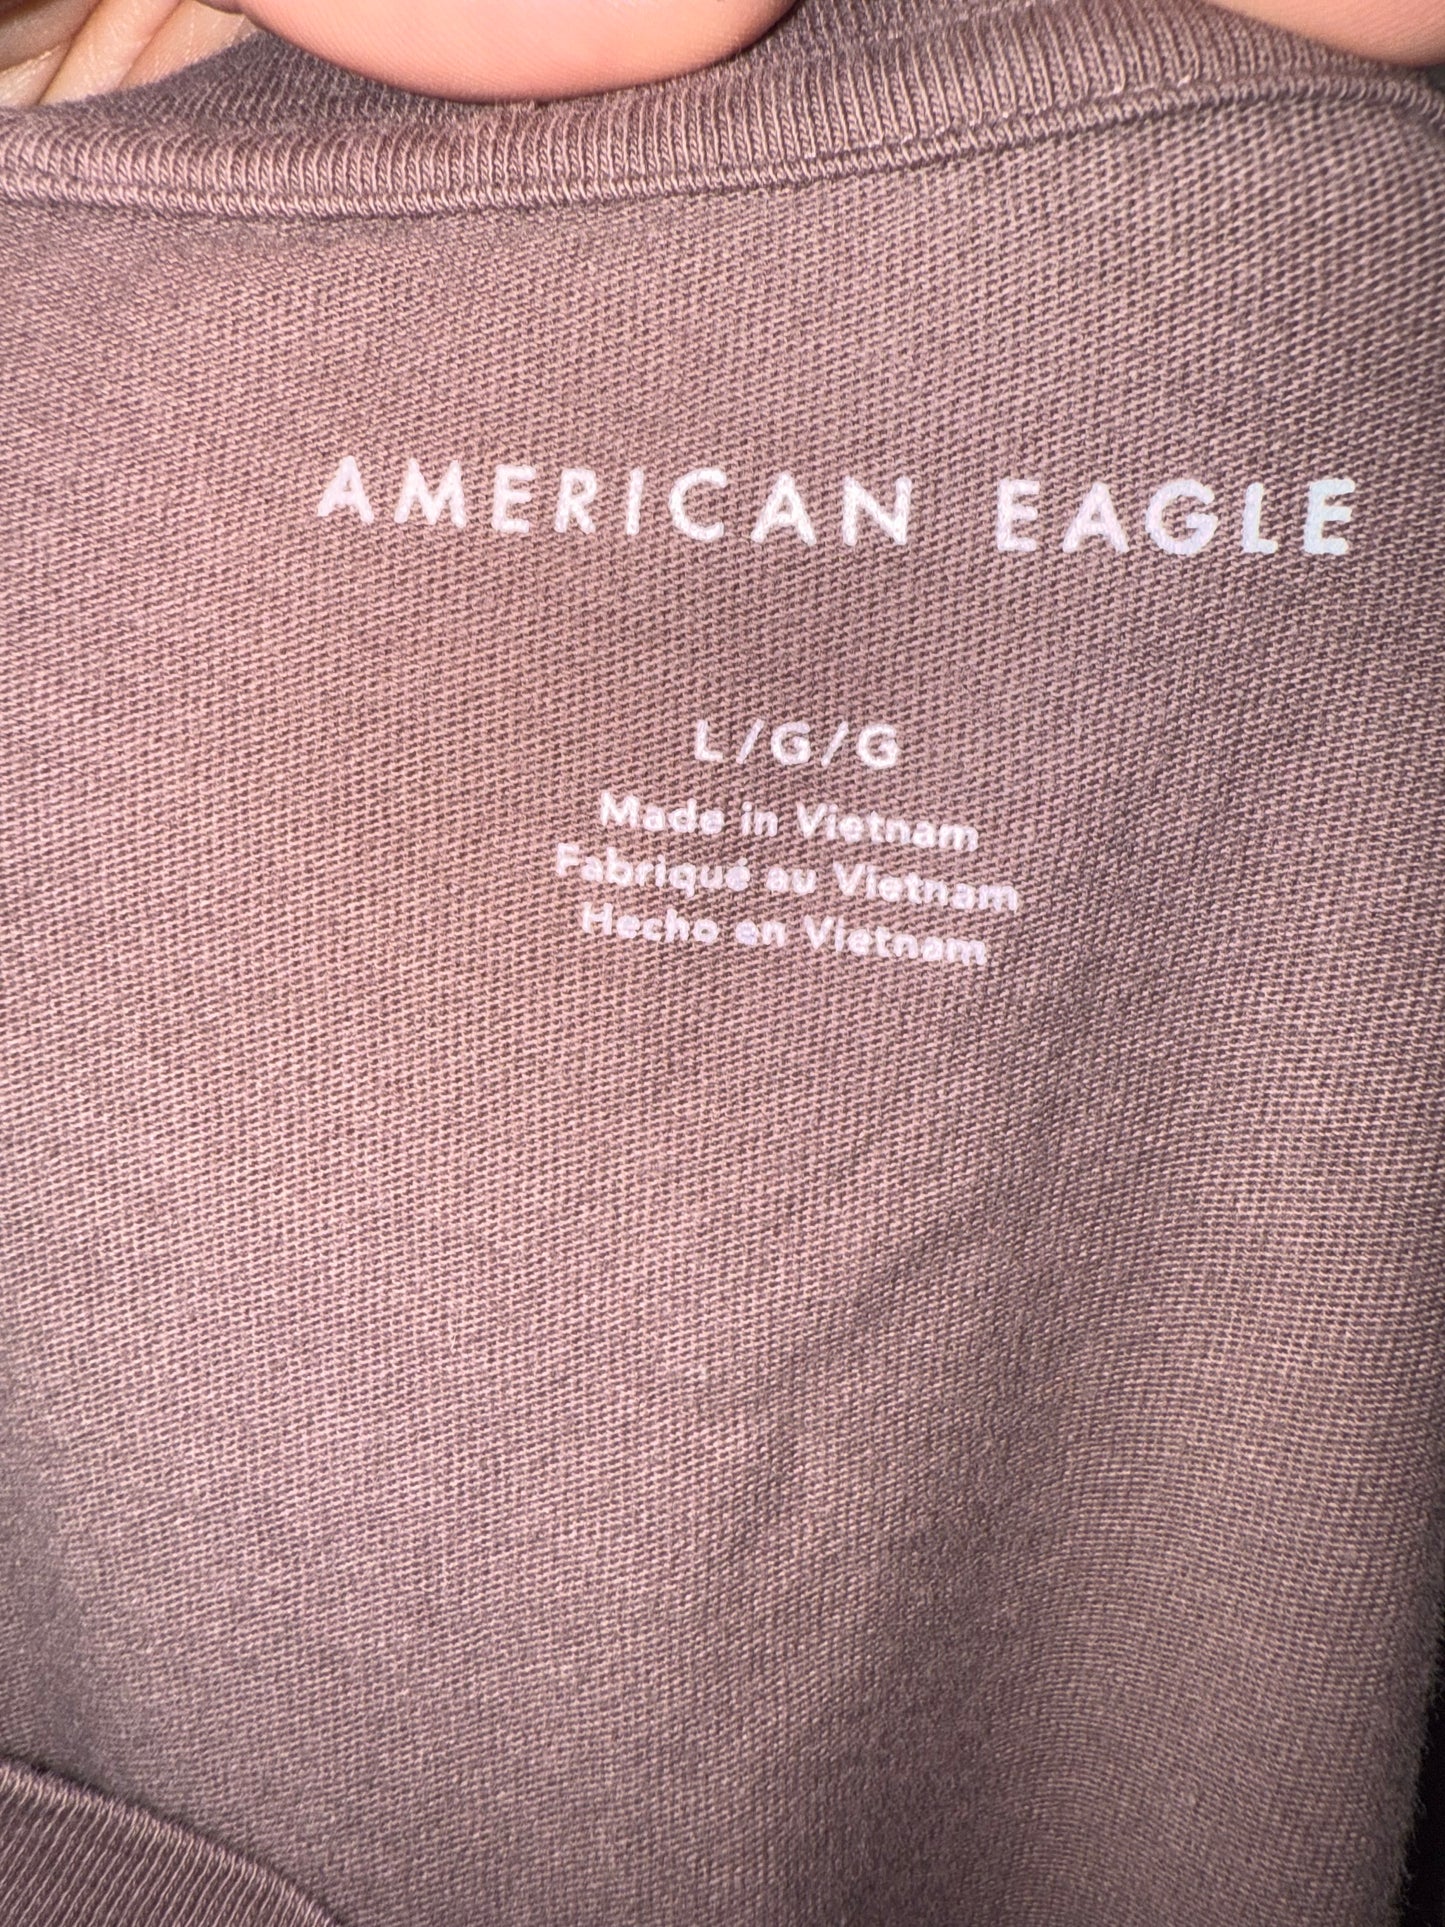 AMERICAN EAGLE
L/G/G
Made in Vietnam
Fabriqué au Vietnam
Hecho en Vietnam